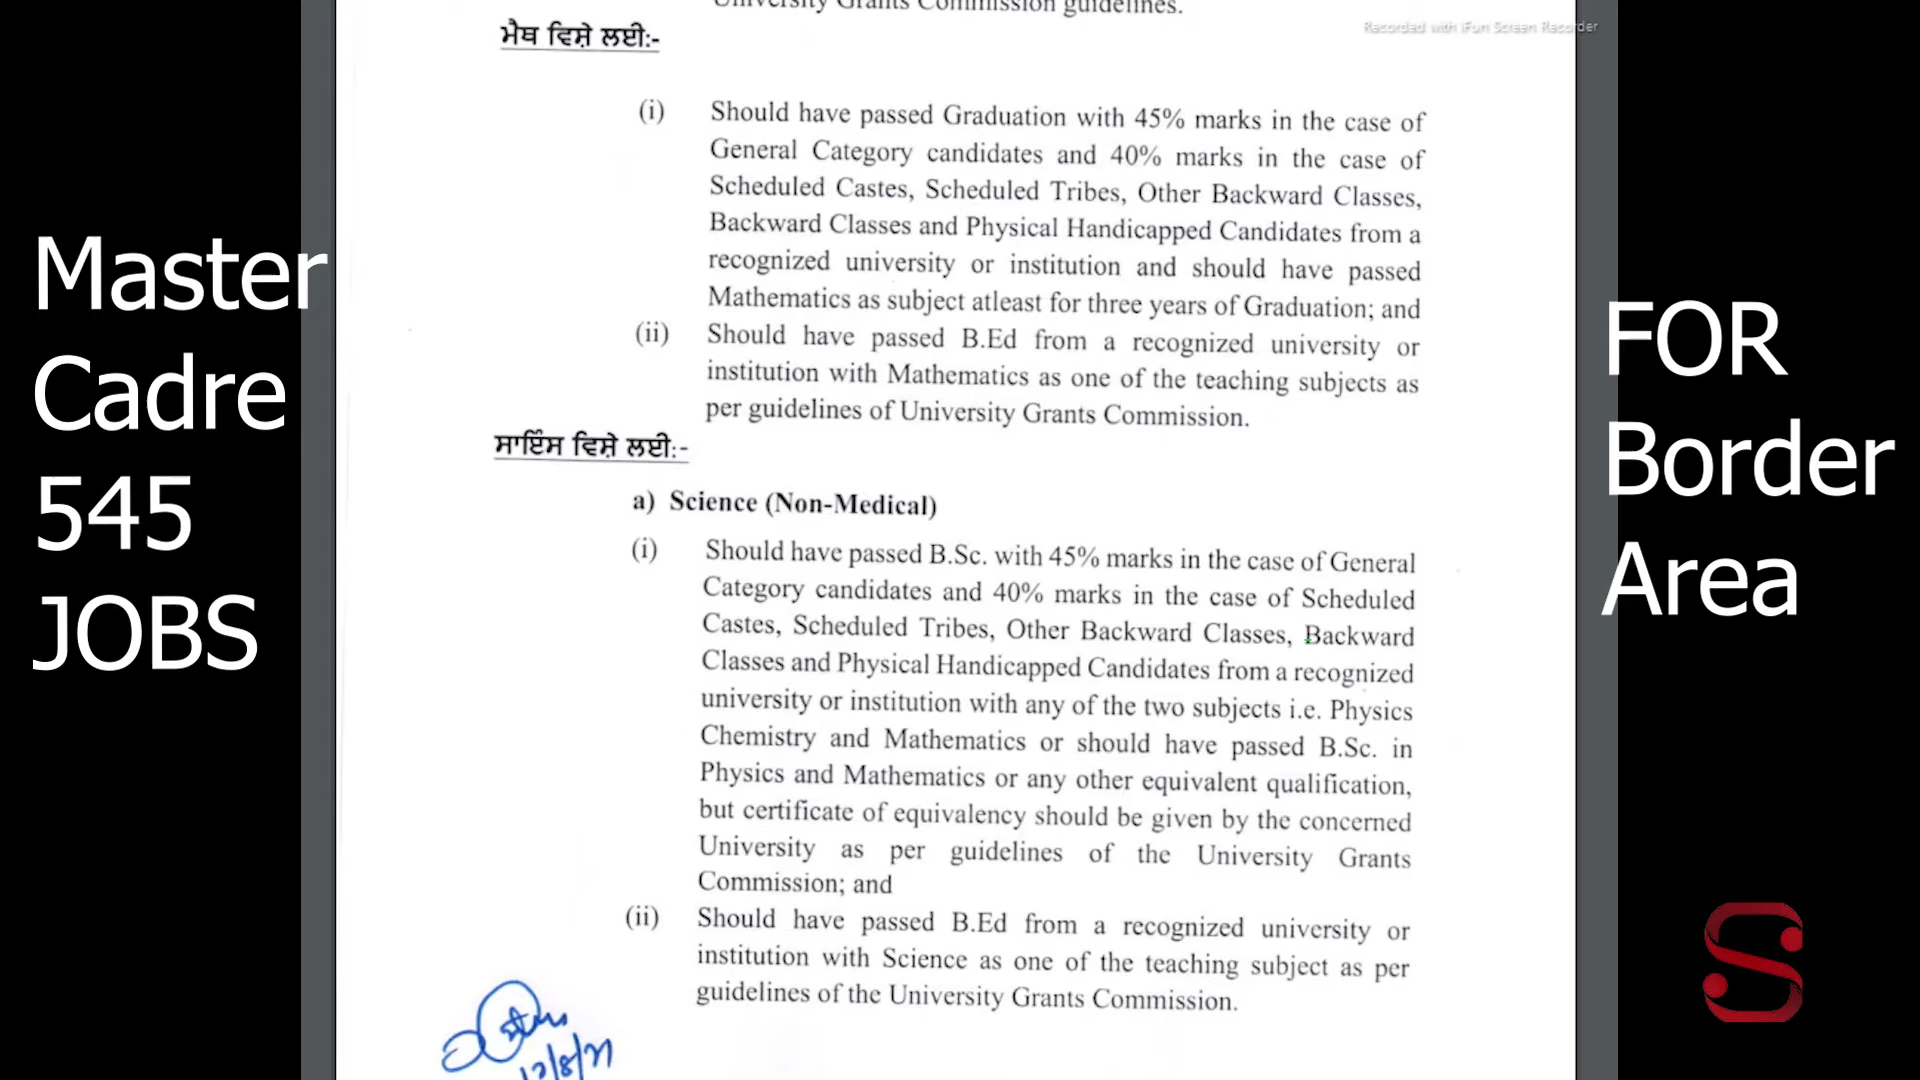 University Grants Commission guidelines.
Recorded with iFun Screen Recorder
ਮੈਥ ਵਿਸ਼ੇ ਲਈ:-
(i) Should have passed Graduation with 45% marks in the case of
General Category candidates and 40% marks in the case of
Scheduled Castes, Scheduled Tribes, Other Backward Classes,
Backward Classes and Physical Handicapped Candidates from a
recognized university or institution and should have passed
Mathematics as subject atleast for three years of Graduation; and
(ii) Should have passed B.Ed from a recognized university or
institution with Mathematics as one of the teaching subjects as
per guidelines of University Grants Commission.
ਸਾਇੰਸ ਵਿਸ਼ੇ ਲਈ:-
a) Science (Non-Medical)
(i) Should have passed B.Sc. with 45% marks in the case of General
Category candidates and 40% marks in the case of Scheduled
Castes, Scheduled Tribes, Other Backward Classes, Backward
Classes and Physical Handicapped Candidates from a recognized
university or institution with any of the two subjects i.e. Physics
Chemistry and Mathematics or should have passed B.Sc. in
Physics and Mathematics or any other equivalent qualification,
but certificate of equivalency should be given by the concerned
University as per guidelines of the University Grants
Commission; and
(ii) Should have passed B.Ed from a recognized university or
institution with Science as one of the teaching subject as per
guidelines of the University Grants Commission.
Master
Cadre
545
JOBS
FOR
Border
Area